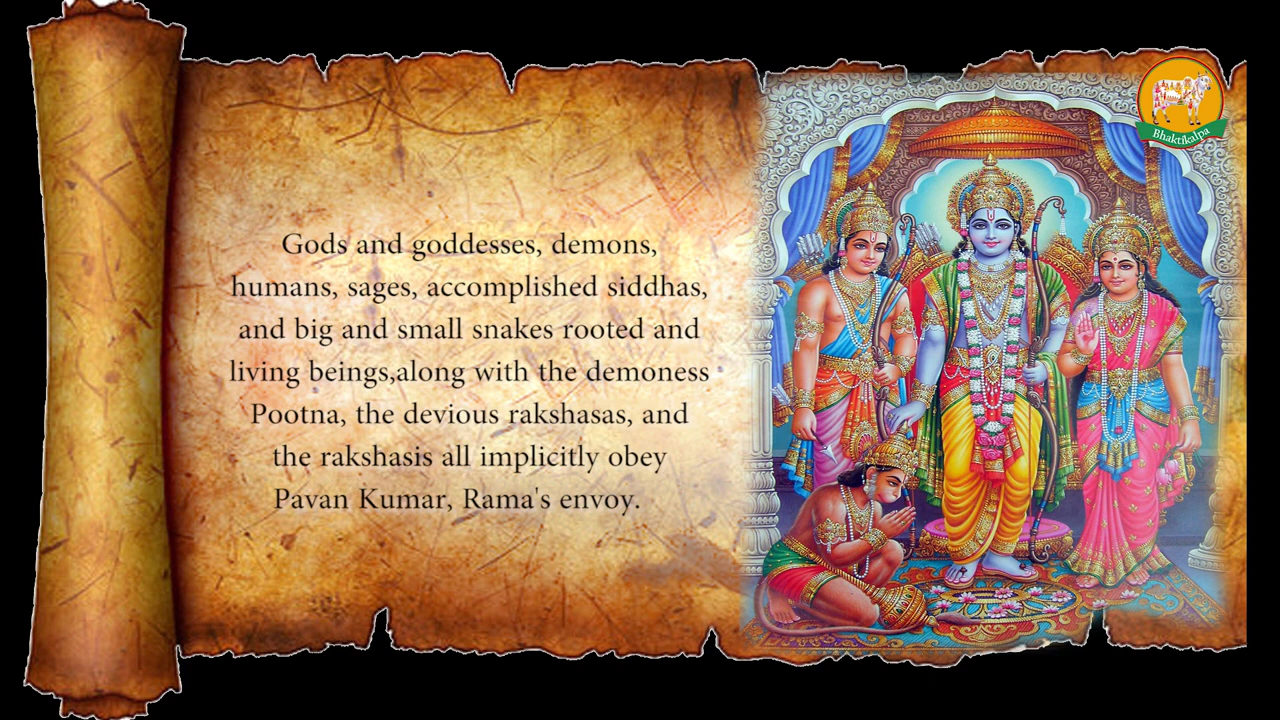 Gods and goddesses, demons,
humans, sages, accomplished siddhas,
and big and small snakes rooted and
living beings,along with the demoness
Pootna, the devious rakshasas, and
the rakshasis all implicitly obey
Pavan Kumar, Rama's envoy.
Bhaktikalpa